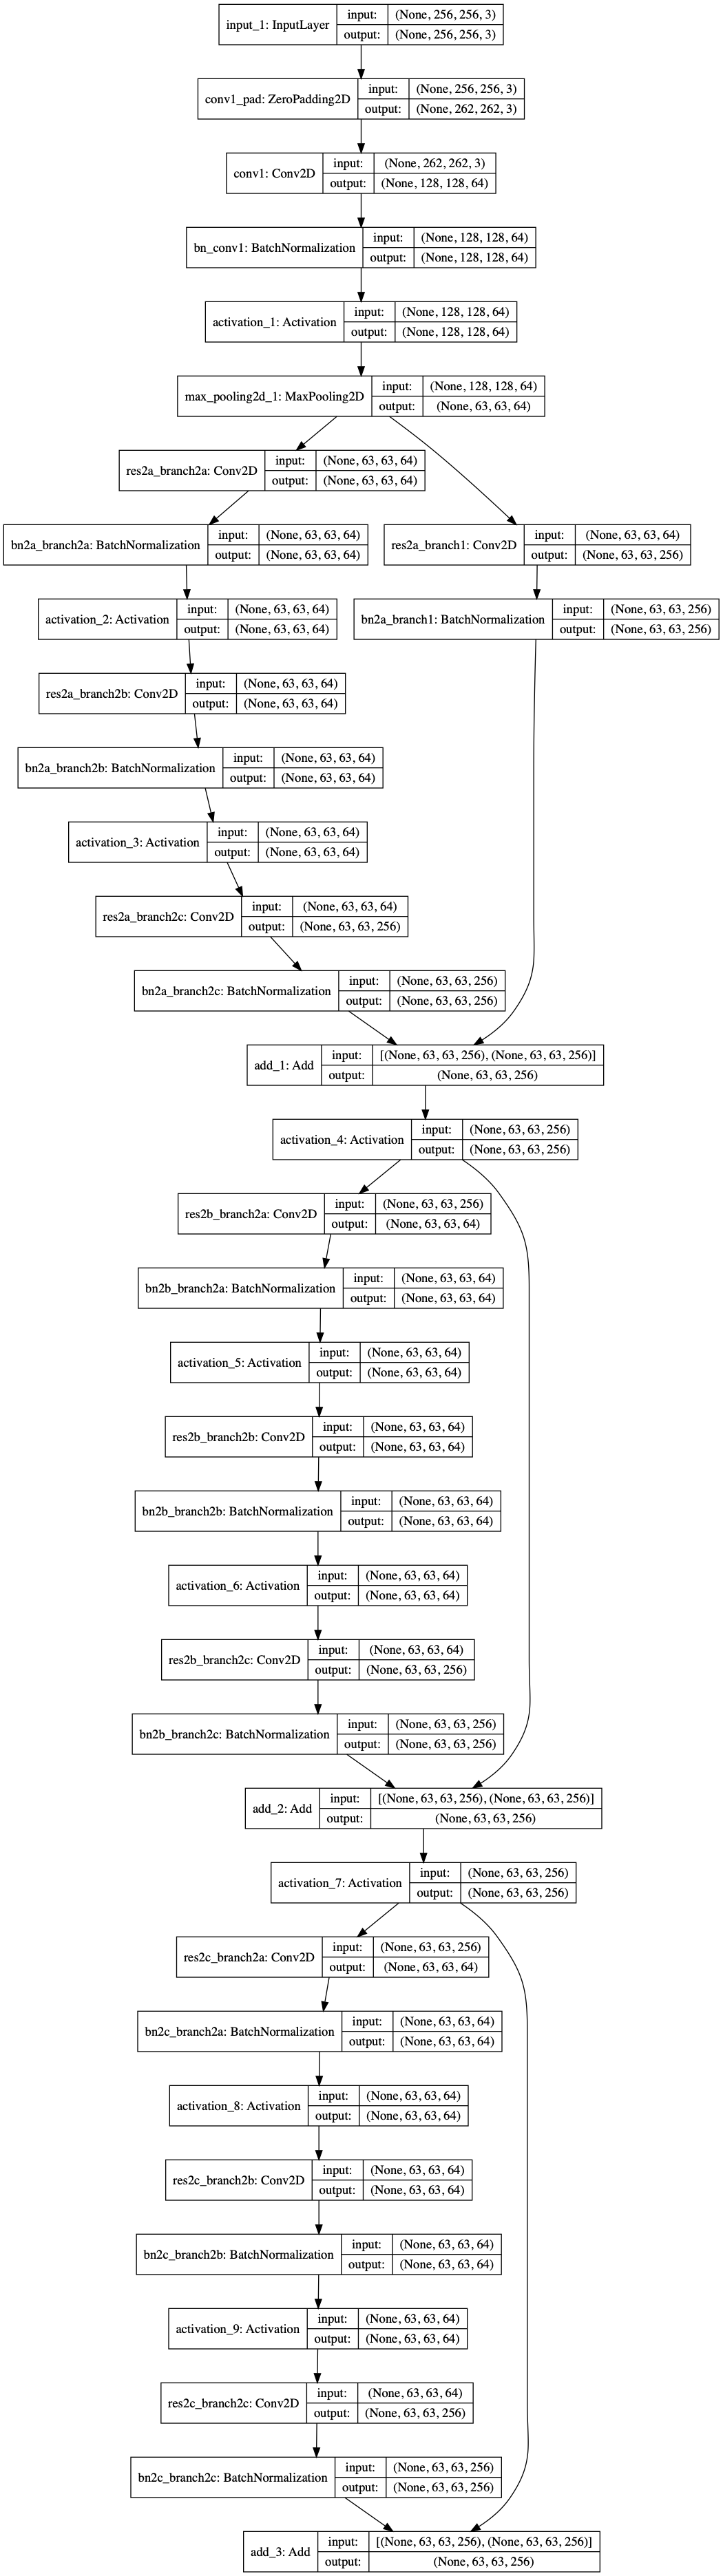 input_1: InputLayer
input: (None, 256, 256, 3)
output: (None, 256, 256, 3)
conv1_pad: ZeroPadding2D
input: (None, 256, 256, 3)
output: (None, 262, 262, 3)
conv1: Conv2D
input: (None, 262, 262, 3)
output: (None, 128, 128, 64)
bn_conv1: BatchNormalization
input: (None, 128, 128, 64)
output: (None, 128, 128, 64)
activation_1: Activation
input: (None, 128, 128, 64)
output: (None, 128, 128, 64)
max_pooling2d_1: MaxPooling2D
input: (None, 128, 128, 64)
output: (None, 63, 63, 64)
res2a_branch2a: Conv2D
input: (None, 63, 63, 64)
output: (None, 63, 63, 64)
bn2a_branch2a: BatchNormalization
input: (None, 63, 63, 64)
output: (None, 63, 63, 64)
res2a_branch1: Conv2D
input: (None, 63, 63, 64)
output: (None, 63, 63, 256)
activation_2: Activation
input: (None, 63, 63, 64)
output: (None, 63, 63, 64)
bn2a_branch1: BatchNormalization
input: (None, 63, 63, 256)
output: (None, 63, 63, 256)
res2a_branch2b: Conv2D
input: (None, 63, 63, 64)
output: (None, 63, 63, 64)
bn2a_branch2b: BatchNormalization
input: (None, 63, 63, 64)
output: (None, 63, 63, 64)
activation_3: Activation
input: (None, 63, 63, 64)
output: (None, 63, 63, 64)
res2a_branch2c: Conv2D
input: (None, 63, 63, 64)
output: (None, 63, 63, 256)
bn2a_branch2c: BatchNormalization
input: (None, 63, 63, 256)
output: (None, 63, 63, 256)
add_1: Add
input: [(None, 63, 63, 256), (None, 63, 63, 256)]
output: (None, 63, 63, 256)
activation_4: Activation
input: (None, 63, 63, 256)
output: (None, 63, 63, 256)
res2b_branch2a: Conv2D
input: (None, 63, 63, 256)
output: (None, 63, 63, 64)
bn2b_branch2a: BatchNormalization
input: (None, 63, 63, 64)
output: (None, 63, 63, 64)
activation_5: Activation
input: (None, 63, 63, 64)
output: (None, 63, 63, 64)
res2b_branch2b: Conv2D
input: (None, 63, 63, 64)
output: (None, 63, 63, 64)
bn2b_branch2b: BatchNormalization
input: (None, 63, 63, 64)
output: (None, 63, 63, 64)
activation_6: Activation
input: (None, 63, 63, 64)
output: (None, 63, 63, 64)
res2b_branch2c: Conv2D
input: (None, 63, 63, 64)
output: (None, 63, 63, 256)
bn2b_branch2c: BatchNormalization
input: (None, 63, 63, 256)
output: (None, 63, 63, 256)
add_2: Add
input: [(None, 63, 63, 256), (None, 63, 63, 256)]
output: (None, 63, 63, 256)
activation_7: Activation
input: (None, 63, 63, 256)
output: (None, 63, 63, 256)
res2c_branch2a: Conv2D
input: (None, 63, 63, 256)
output: (None, 63, 63, 64)
bn2c_branch2a: BatchNormalization
input: (None, 63, 63, 64)
output: (None, 63, 63, 64)
activation_8: Activation
input: (None, 63, 63, 64)
output: (None, 63, 63, 64)
res2c_branch2b: Conv2D
input: (None, 63, 63, 64)
output: (None, 63, 63, 64)
bn2c_branch2b: BatchNormalization
input: (None, 63, 63, 64)
output: (None, 63, 63, 64)
activation_9: Activation
input: (None, 63, 63, 64)
output: (None, 63, 63, 64)
res2c_branch2c: Conv2D
input: (None, 63, 63, 64)
output: (None, 63, 63, 256)
bn2c_branch2c: BatchNormalization
input: (None, 63, 63, 256)
output: (None, 63, 63, 256)
add_3: Add
input: [(None, 63, 63, 256), (None, 63, 63, 256)]
output: (None, 63, 63, 256)